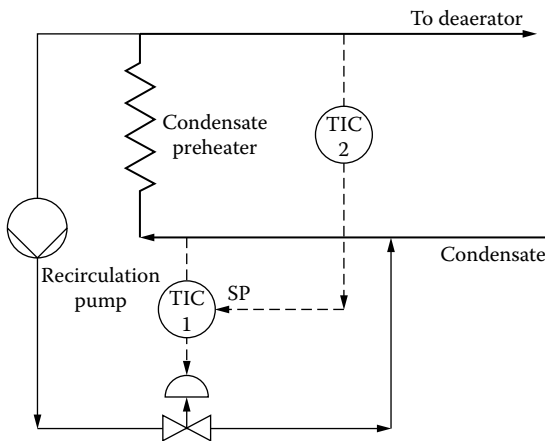 To deaerator
Condensate
preheater
TIC
2
Condensate
Recirculation
pump
TIC
1
SP